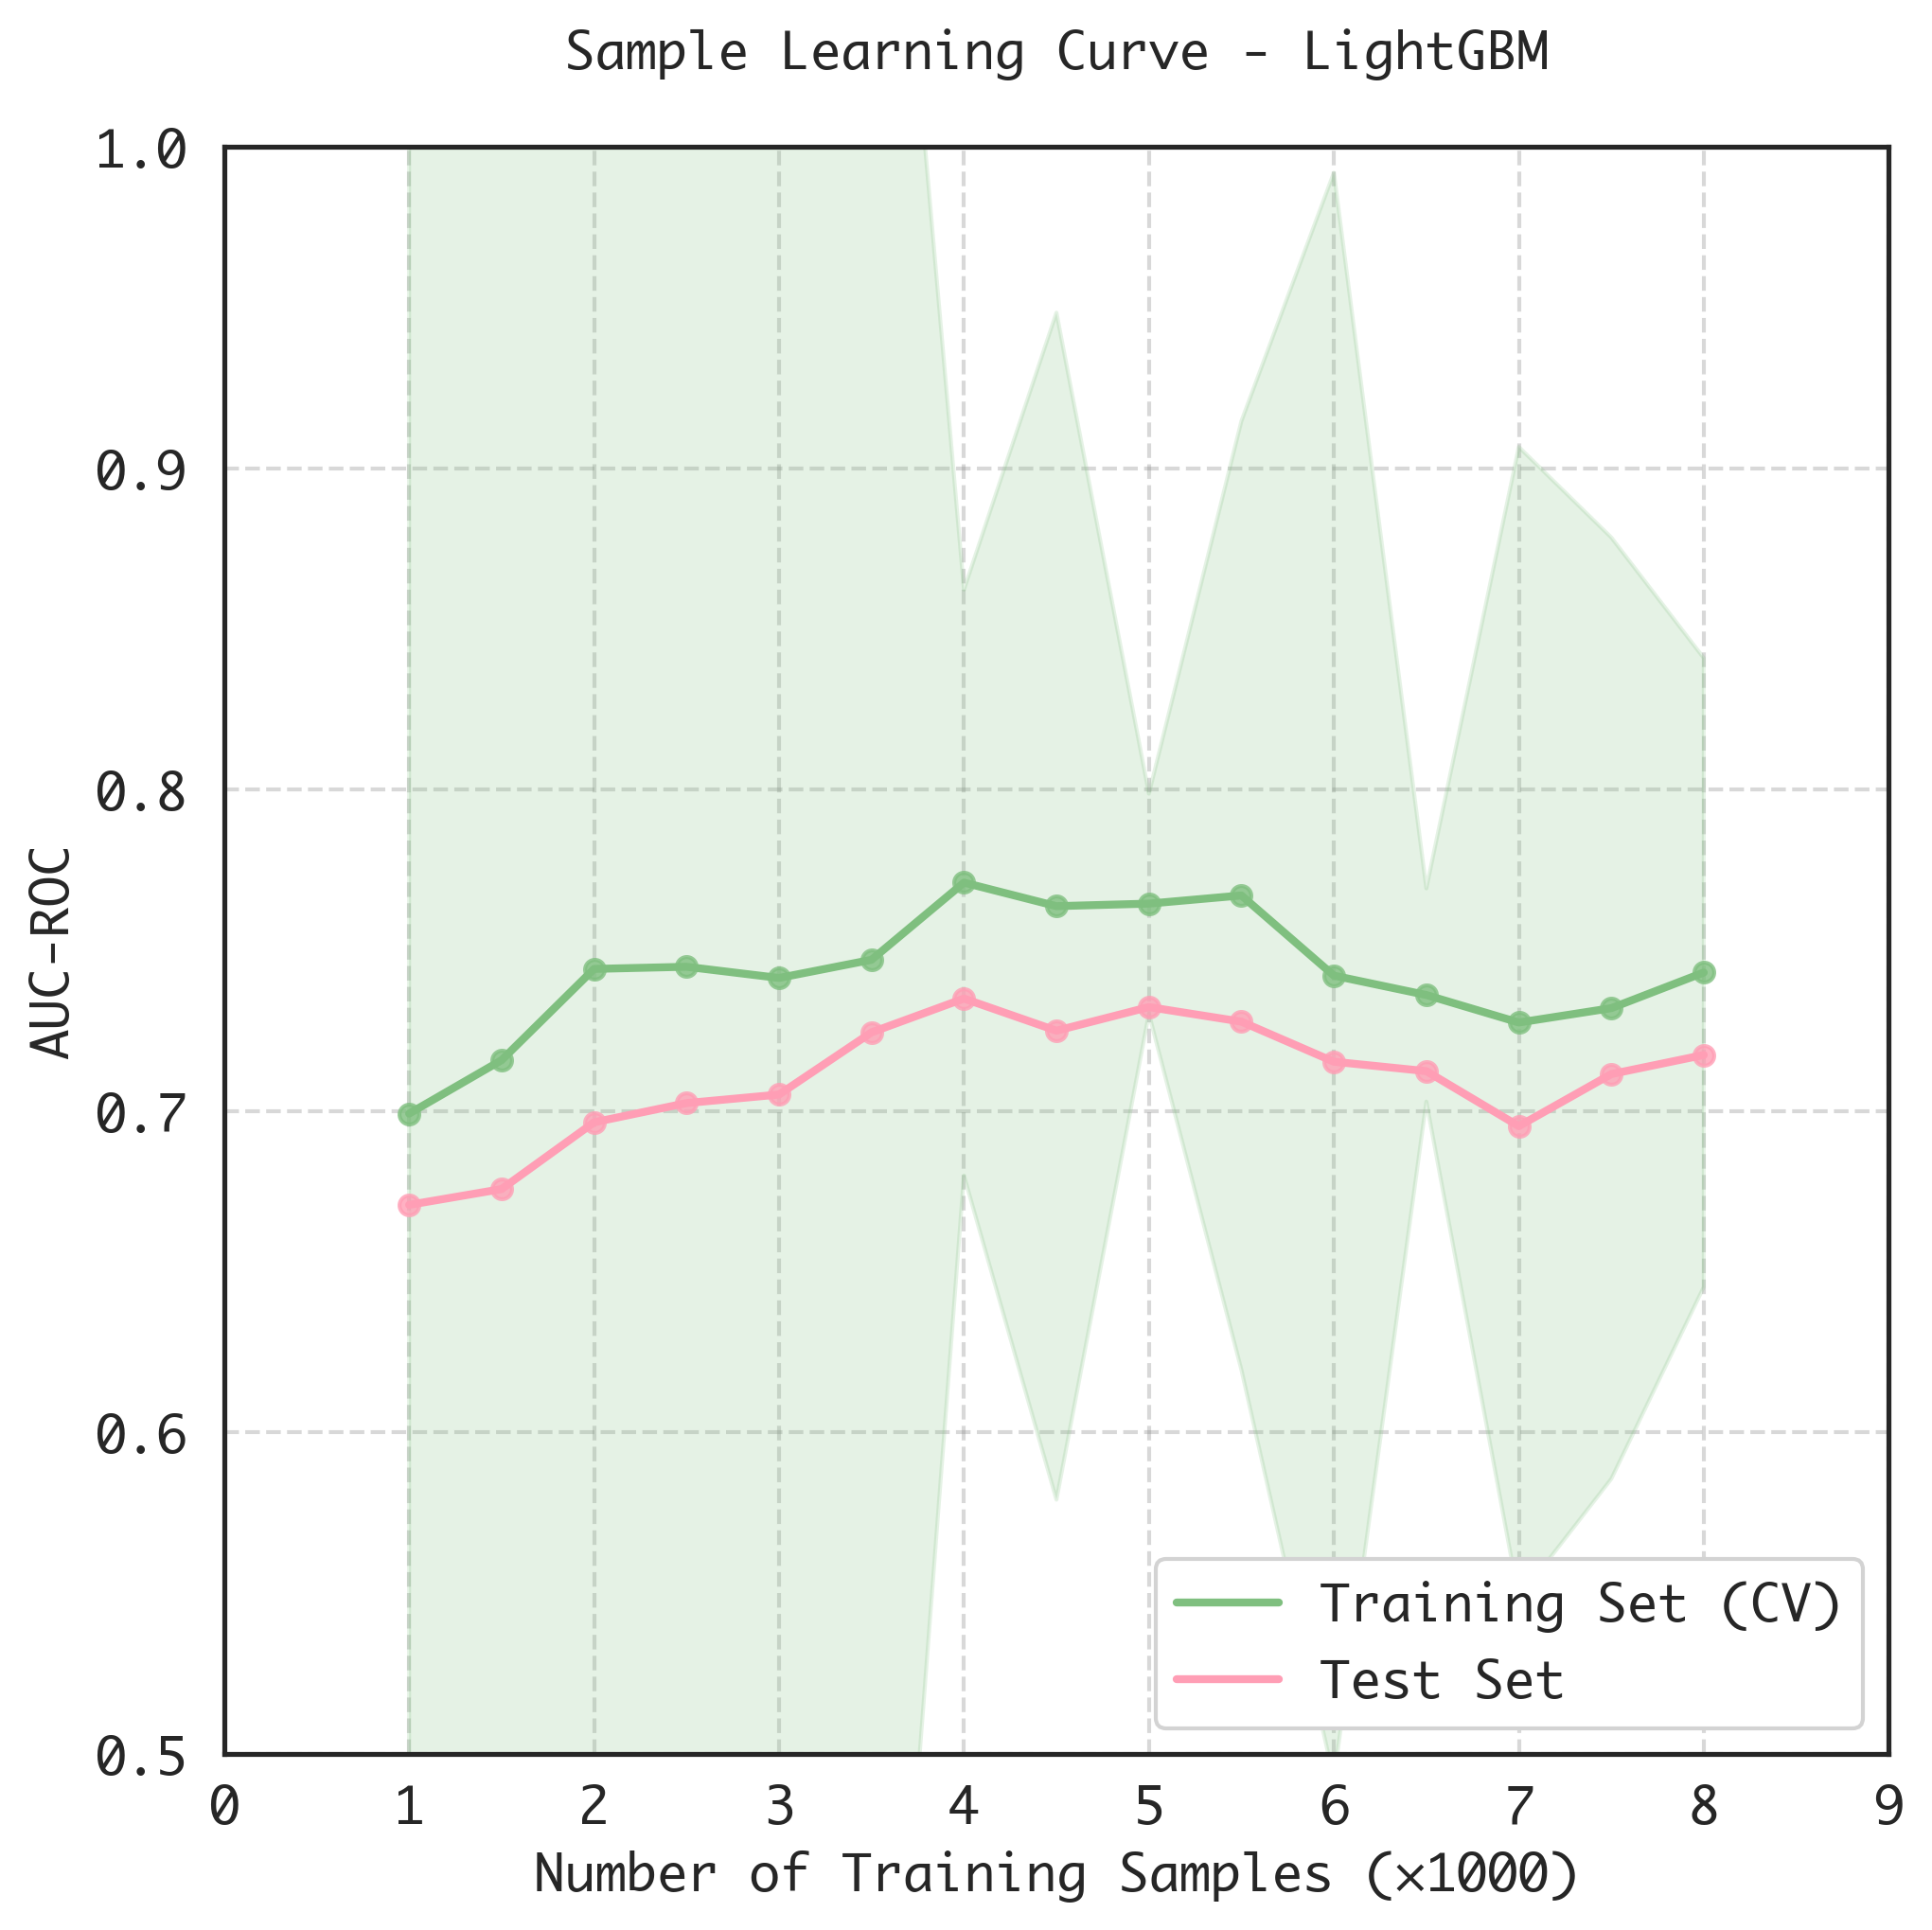 Sample Learning Curve - LightGBM
1.0
0.9
0.8
0.7
0.6
0.5
AUC-ROC
Training Set (CV)
Test Set
0 1 2 3 4 5 6 7 8 9
Number of Training Samples (×1000)